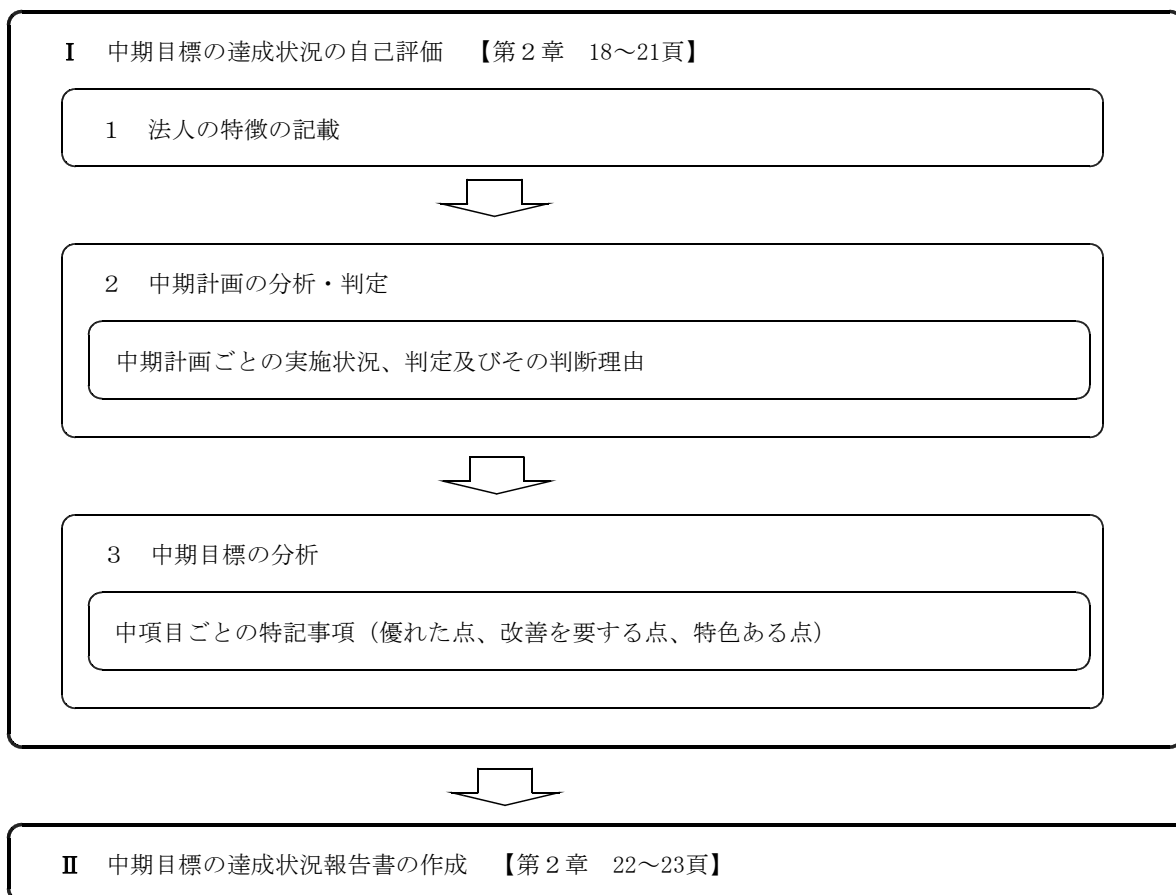 Ⅰ　中期目標の達成状況の自己評価　【第２章　18～21頁】
１　法人の特徴の記載
２　中期計画の分析・判定
中期計画ごとの実施状況、判定及びその判断理由
３　中期目標の分析
中項目ごとの特記事項（優れた点、改善を要する点、特色ある点）
Ⅱ　中期目標の達成状況報告書の作成　【第２章　22～23頁】